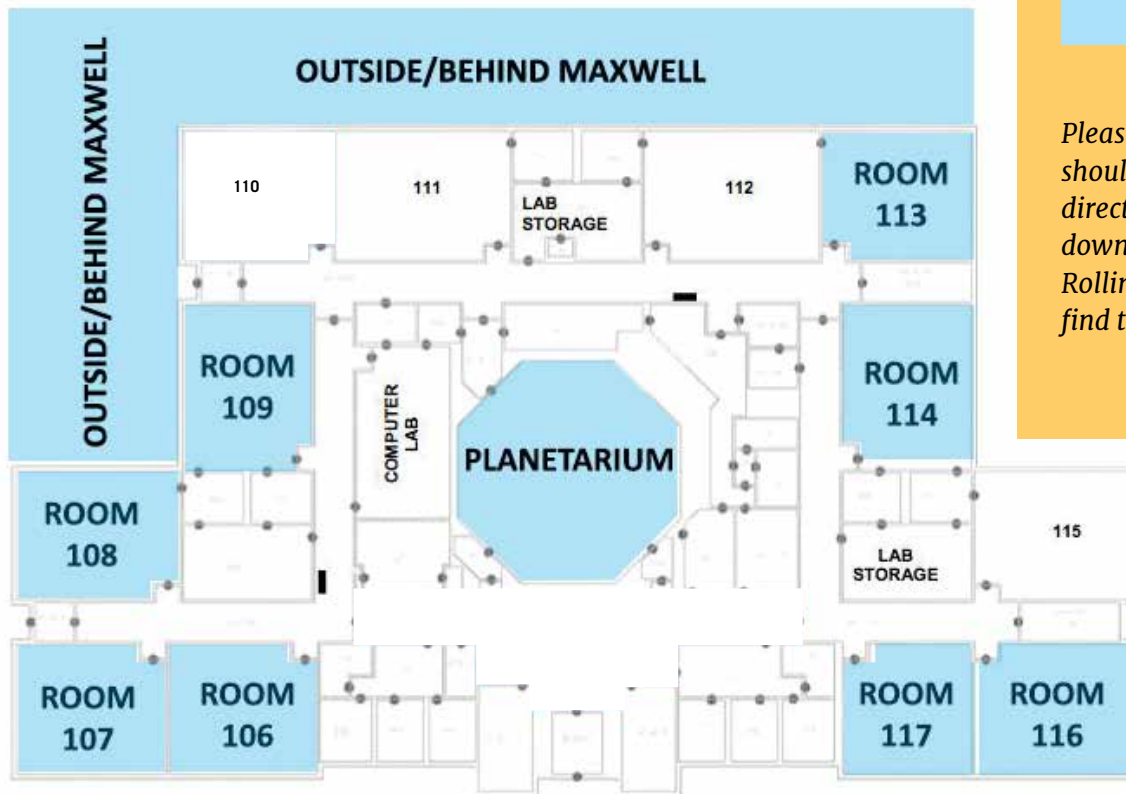 OUTSIDE/BEHIND MAXWELL
OUTSIDE/BEHIND MAXWELL
110
111
LAB
STORAGE
112
ROOM
113
ROOM
109
COMPUTER
LAB
PLANETARIUM
ROOM
114
ROOM
108
LAB
STORAGE
115
ROOM
107
ROOM
106
ROOM
117
ROOM
116
Pleas
shoul
direct
down
Rollin
find t